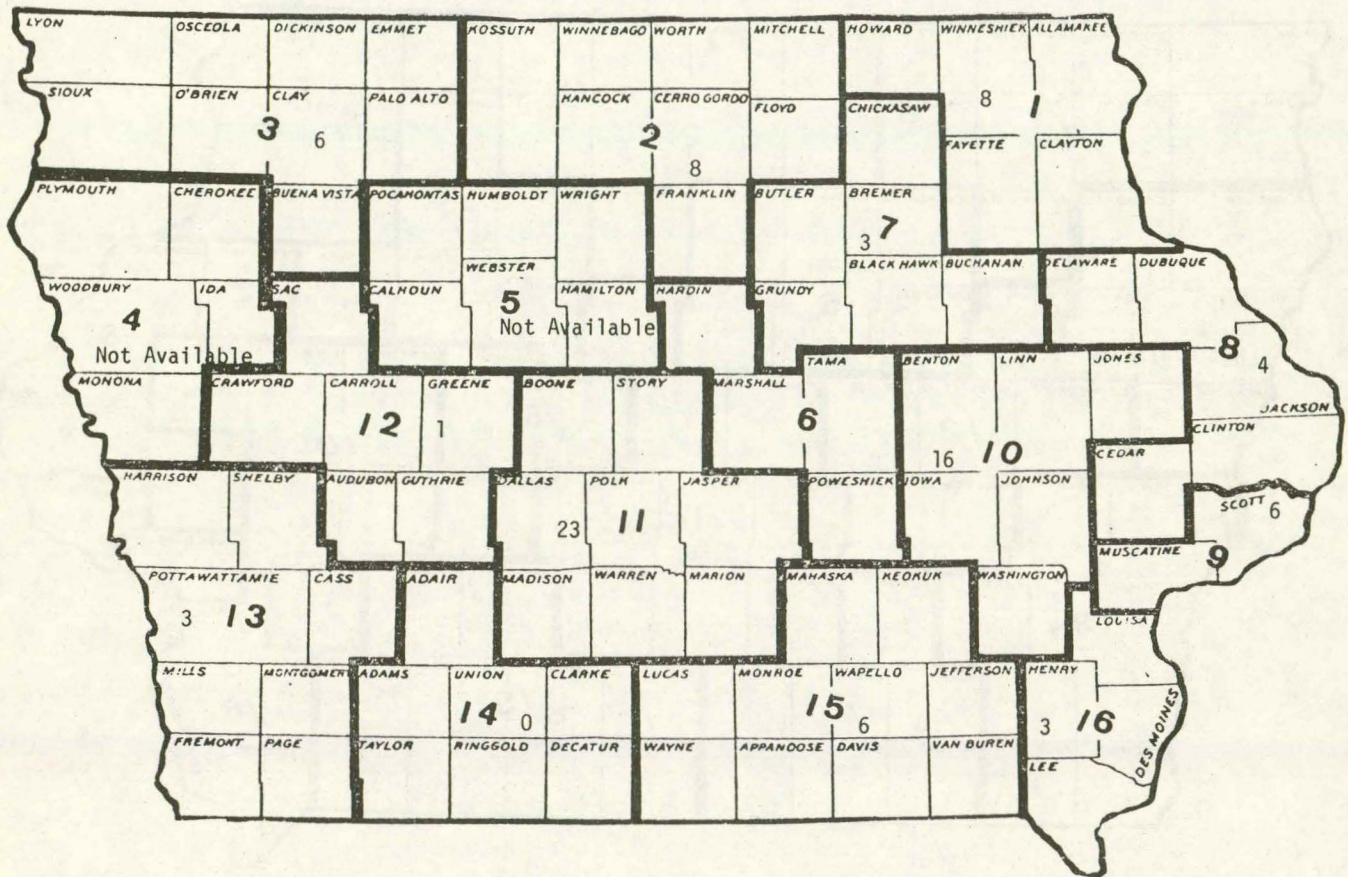 LYON OSCEOLA DICKINSON EMMET KOSSUTH WINNEBAGO WORTH MITCHELL HOWARD WINNESHIEK ALLAMAKEE
SIOUX O'BRIEN CLAY PALO ALTO HANCOCK CERRO GORDO FLOYD CHICKASAW 8 1
3 6 2 8 FAYETTE CLAYTON
PLYMOUTH CHEROKEE BUENA VISTA POCAHONTAS HUMBOLDT WRIGHT FRANKLIN BUTLER BREMER
3 7
WEBSTER BLACK HAWK BUCHANAN DELAWARE DUBUQUE
WOODBURY IDA SAC CALHOUN HAMILTON HARDIN GRUNDY
4 5
Not Available Not Available
8 4
MONONA CRAWFORD CARROLL GREENE BOONE STORY MARSHALL TAMA BENTON LINN JONES
JACKSON
12 1 6 CLINTON
16 10 CEDAR
HARRISON SHELBY AUDUBON GUTHRIE DALLAS POLK JASPER POWESHIEK IOWA JOHNSON
SCOTT 6
23 11
MUSCATINE 9
POTTAWATTAMIE CASS ADAIR MADISON WARREN MARION MAHASKA KEOKUK WASHINGTON
3 13
LOUISA
MILLS MONTGOMERY ADAMS UNION CLARKE LUCAS MONROE WAPELLO JEFFERSON HENRY
14 0 15 6 3 16
DES MOINES
FREMONT PAGE TAYLOR RINGGOLD DECATUR WAYNE APPANOOSE DAVIS VAN BUREN
LEE